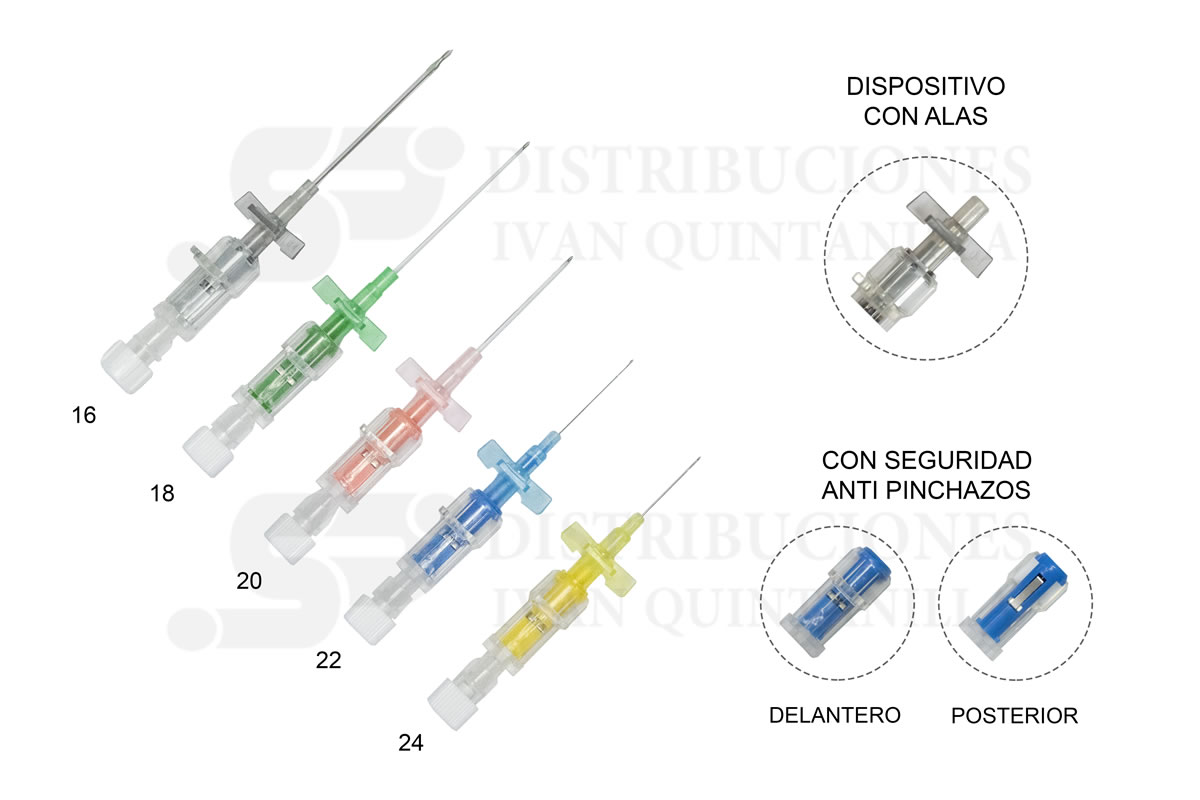 DISPOSITIVO
CON ALAS
DISTRIBUCIONES
IVAN QUINTANILLA
16
18
20
22
24
CON SEGURIDAD
ANTI PINCHAZOS
DISTRIBUCIONES
IVAN QUINTANILLA
DELANTERO
POSTERIOR